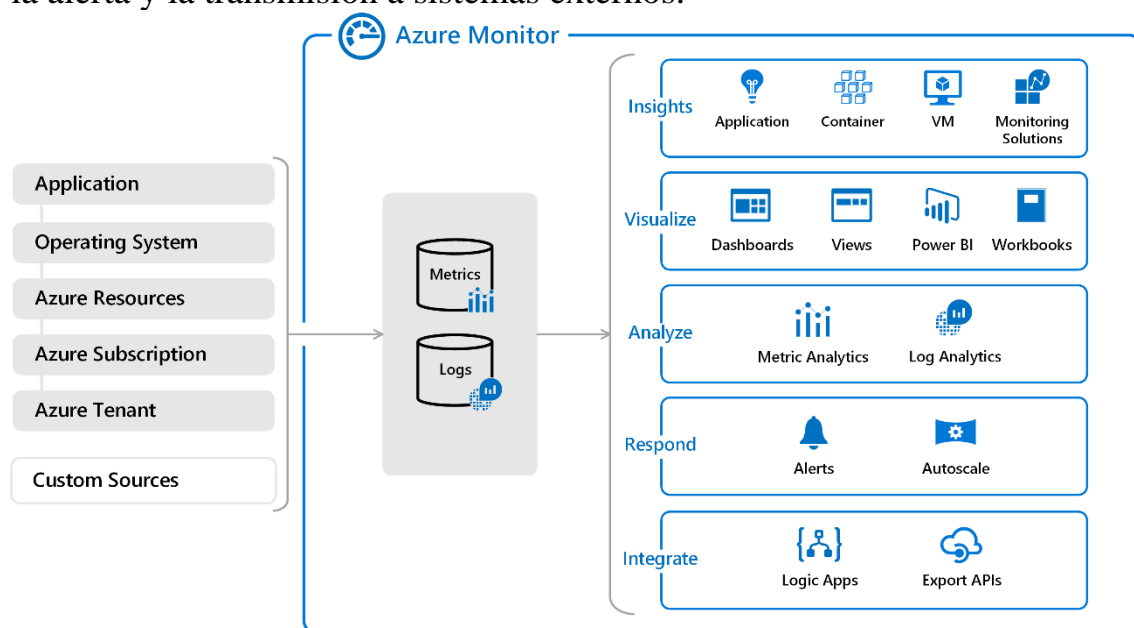 la alerta y la transmisión a sistemas externos.
Azure Monitor
Application
Operating System
Azure Resources
Azure Subscription
Azure Tenant
Custom Sources
Metrics
Logs
Insights
Application
Container
VM
Monitoring
Solutions
Visualize
Dashboards
Views
Power BI
Workbooks
Analyze
Metric Analytics
Log Analytics
Respond
Alerts
Autoscale
Integrate
Logic Apps
Export APIs